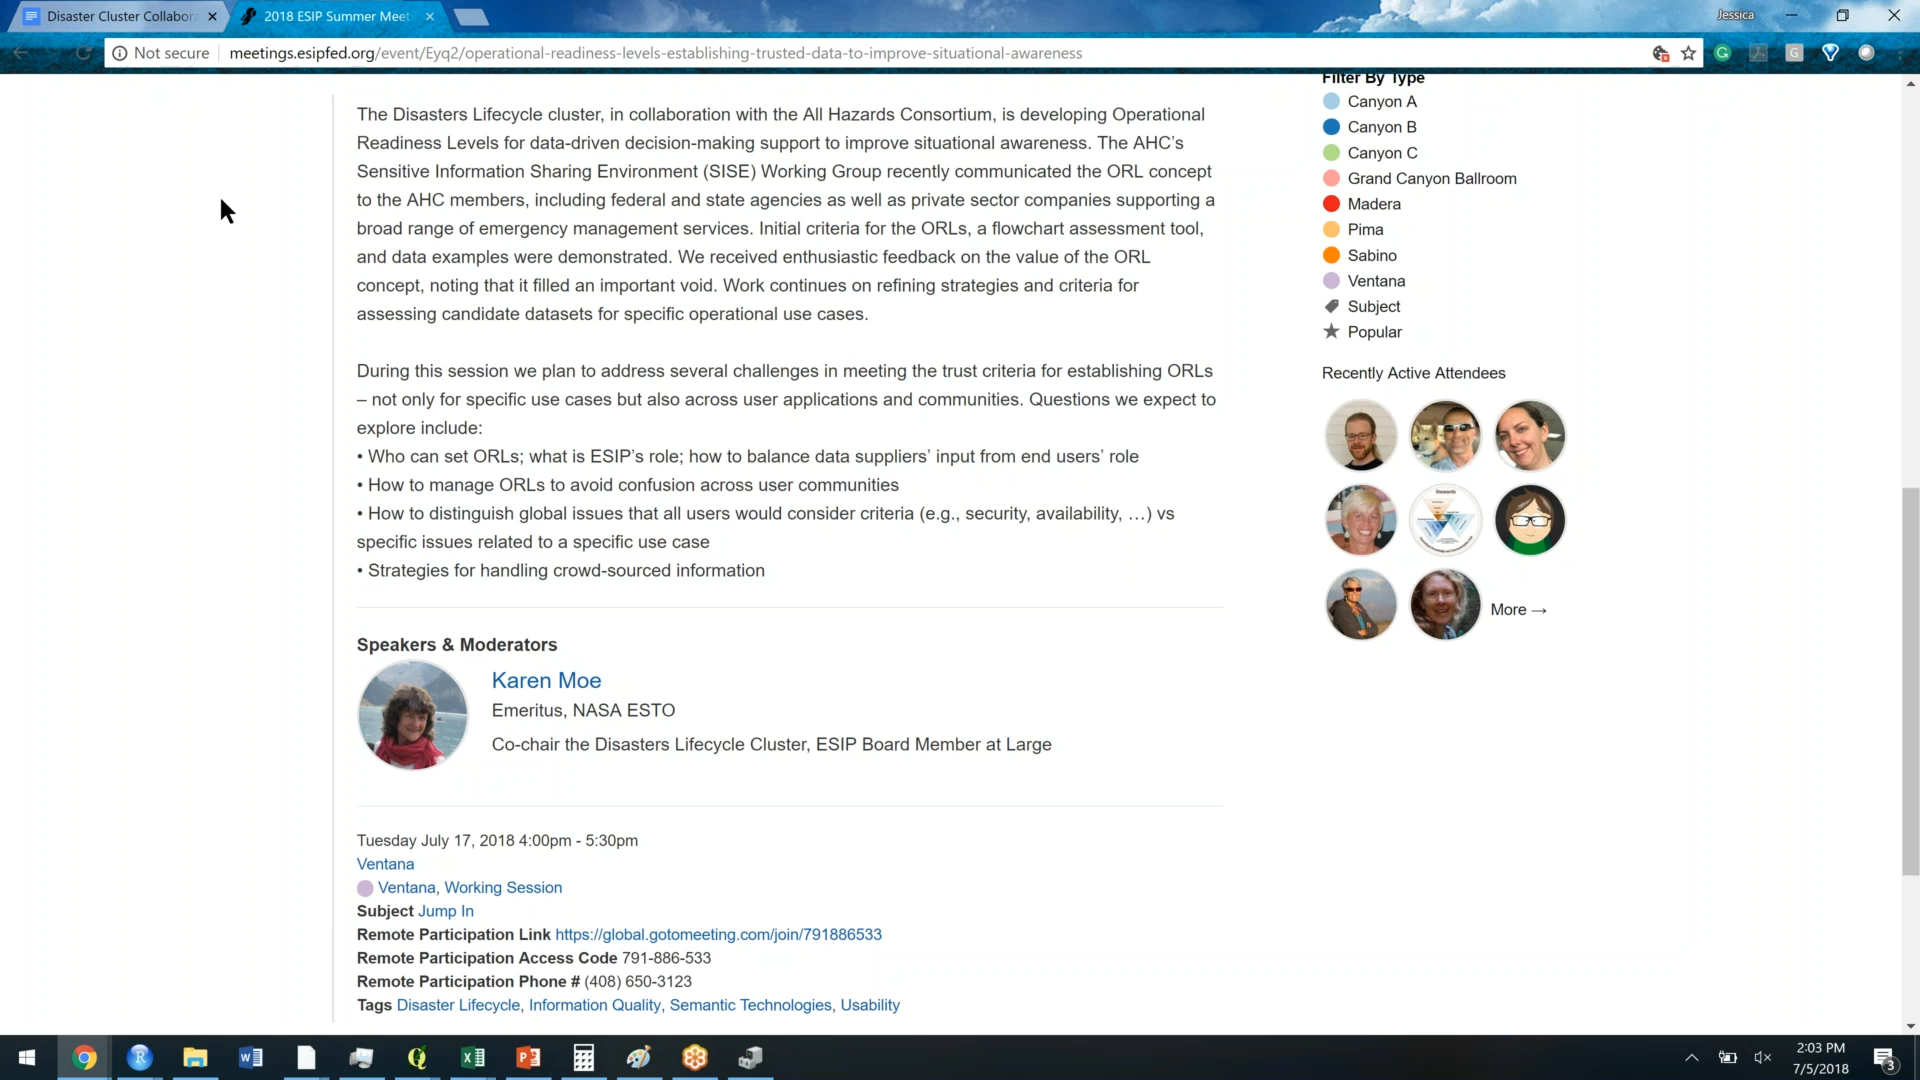 Disaster Cluster Collabora
2018 ESIP Summer Meet
Jessica
Not secure
meetings.esipfed.org/event/Eyq2/operational-readiness-levels-establishing-trusted-data-to-improve-situational-awareness
The Disasters Lifecycle cluster, in collaboration with the All Hazards Consortium, is developing Operational
Readiness Levels for data-driven decision-making support to improve situational awareness. The AHC's
Sensitive Information Sharing Environment (SISE) Working Group recently communicated the ORL concept
to the AHC members, including federal and state agencies as well as private sector companies supporting a
broad range of emergency management services. Initial criteria for the ORLs, a flowchart assessment tool,
and data examples were demonstrated. We received enthusiastic feedback on the value of the ORL
concept, noting that it filled an important void. Work continues on refining strategies and criteria for
assessing candidate datasets for specific operational use cases.
During this session we plan to address several challenges in meeting the trust criteria for establishing ORLs
– not only for specific use cases but also across user applications and communities. Questions we expect to
explore include:
• Who can set ORLs; what is ESIP's role; how to balance data suppliers' input from end users' role
• How to manage ORLs to avoid confusion across user communities
• How to distinguish global issues that all users would consider criteria (e.g., security, availability, …) vs
specific issues related to a specific use case
• Strategies for handling crowd-sourced information
Speakers & Moderators
Karen Moe
Emeritus, NASA ESTO
Co-chair the Disasters Lifecycle Cluster, ESIP Board Member at Large
Tuesday July 17, 2018 4:00pm - 5:30pm
Ventana
Ventana, Working Session
Subject Jump In
Remote Participation Link https://global.gotomeeting.com/join/791886533
Remote Participation Access Code 791-886-533
Remote Participation Phone # (408) 650-3123
Tags Disaster Lifecycle, Information Quality, Semantic Technologies, Usability
Filter By Type
Canyon A
Canyon B
Canyon C
Grand Canyon Ballroom
Madera
Pima
Sabino
Ventana
Subject
Popular
Recently Active Attendees
More →
2:03 PM
7/5/2018
3